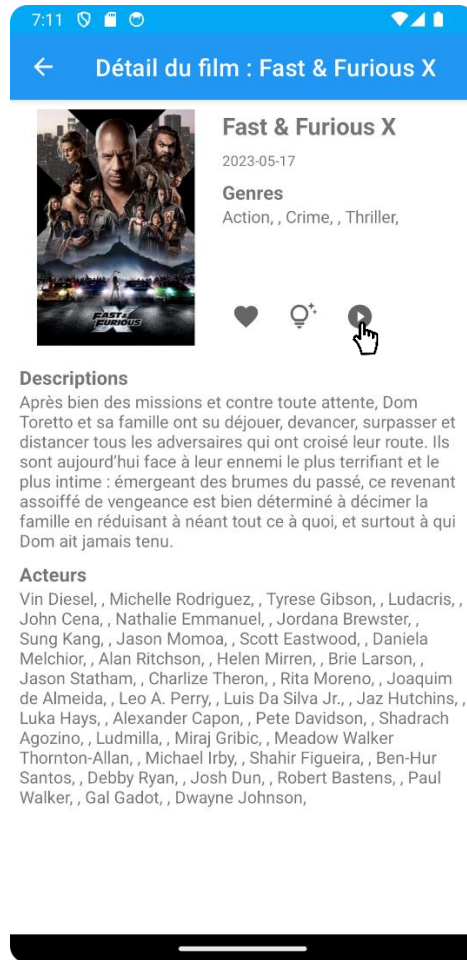 7:11
Détail du film : Fast & Furious X
Fast & Furious X
2023-05-17
Genres
Action, , Crime, , Thriller,
FAST &
FURIOUS
Descriptions
Après bien des missions et contre toute attente, Dom
Toretto et sa famille ont su déjouer, devancer, surpasser et
distancer tous les adversaires qui ont croisé leur route. Ils
sont aujourd'hui face à leur ennemi le plus terrifiant et le
plus intime : émergeant des brumes du passé, ce revenant
assoiffé de vengeance est bien déterminé à décimer la
famille en réduisant à néant tout ce à quoi, et surtout à qui
Dom ait jamais tenu.
Acteurs
Vin Diesel, , Michelle Rodriguez, , Tyrese Gibson, , Ludacris, ,
John Cena, , Nathalie Emmanuel, , Jordana Brewster, ,
Sung Kang, , Jason Momoa, , Scott Eastwood, , Daniela
Melchior, , Alan Ritchson, , Helen Mirren, , Brie Larson, ,
Jason Statham, , Charlize Theron, , Rita Moreno, , Joaquim
de Almeida, , Leo A. Perry, , Luis Da Silva Jr., , Jaz Hutchins, ,
Luka Hays, , Alexander Capon, , Pete Davidson, , Shadrach
Agozino, , Ludmilla, , Miraj Gribic, , Meadow Walker
Thornton-Allan, , Michael Irby, , Shahir Figueira, , Ben-Hur
Santos, , Debby Ryan, , Josh Dun, , Robert Bastens, , Paul
Walker, , Gal Gadot, , Dwayne Johnson,